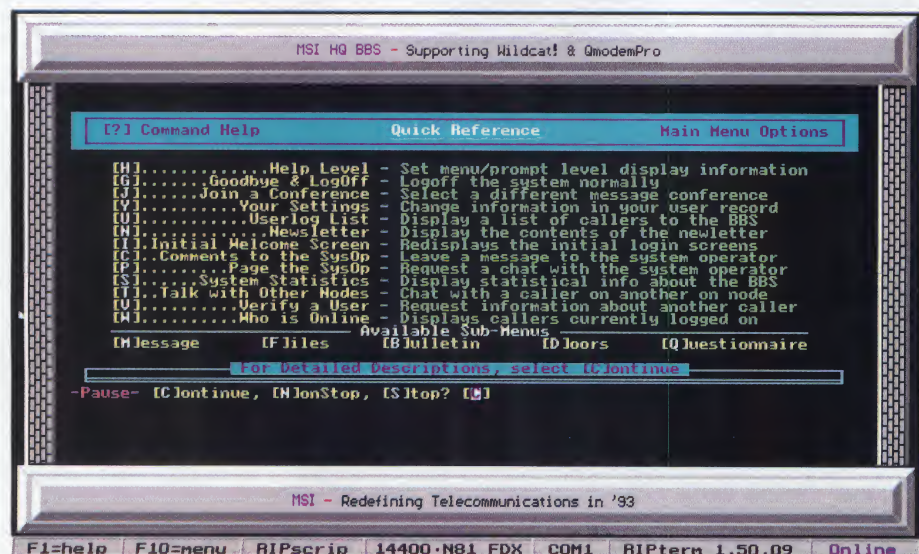 MSI HQ BBS - Supporting Wildcat! & QmodemPro
[?] Command Help Quick Reference Main Menu Options
[H].............Help Level - Set menu/prompt level display information
[G].......Goodbye & LogOff - Logoff the system normally
[J]......Join a Conference - Select a different message conference
[Y]..........Your Settings - Change information in your user record
[U]...........Userlog List - Display a list of callers to the BBS
[N].............Newsletter - Display the contents of the newletter
[I].Initial Welcome Screen - Redisplays the initial login screens
[C]..Comments to the SysOp - Leave a message to the system operator
[P].........Page the SysOp - Request a chat with the system operator
[S]......System Statistics - Display statistical info about the BBS
[T]..Talk with Other Nodes - Chat with a caller on another on node
[V]..........Verify a User - Request information about another caller
[W]..........Who is Online - Displays callers currently logged on
Available Sub-Menus
[M]essage [F]iles [B]ulletin [D]oors [Q]uestionnaire
For Detailed Descriptions, select [C]ontinue
-Pause- [C]ontinue, [N]onStop, [S]top? [C]
MSI - Redefining Telecommunications in '93
F1=help F10=menu RIPscrip 14400·N81 FDX COM1 RIPterm 1.50.09 Online